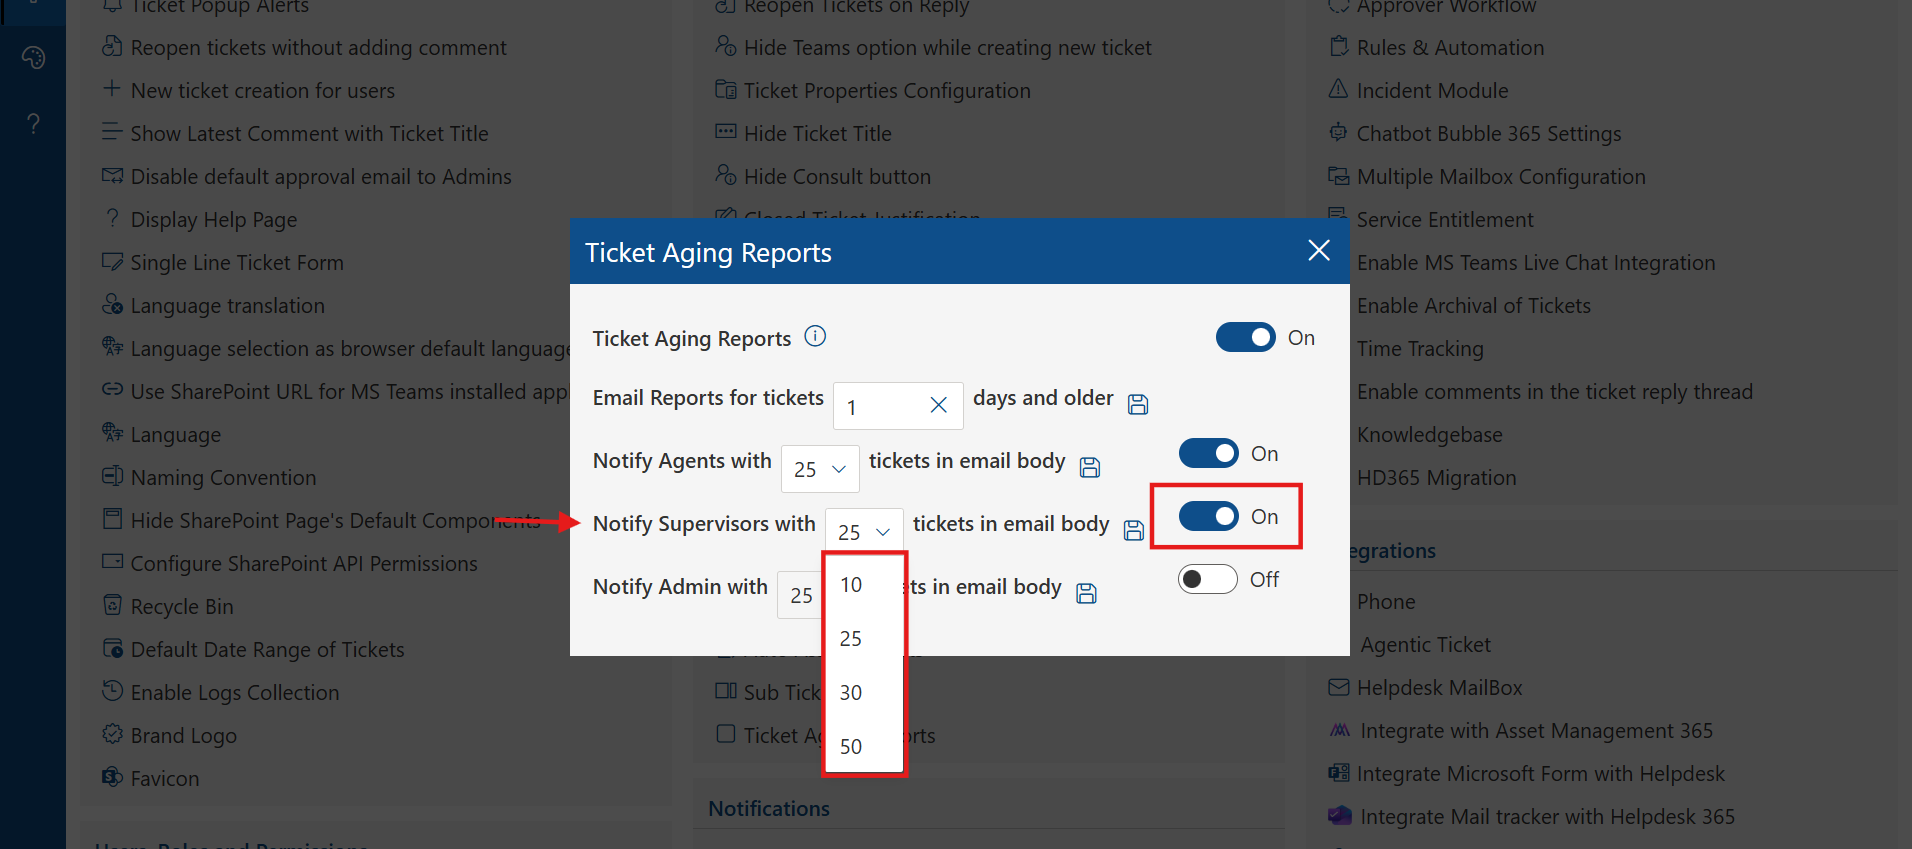 Ticket Popup Alerts
Reopen tickets without adding comment
New ticket creation for users
Show Latest Comment with Ticket Title
Disable default approval email to Admins
Display Help Page
Single Line Ticket Form
Language translation
Language selection as browser default language
Use SharePoint URL for MS Teams installed app
Language
Naming Convention
Hide SharePoint Page's Default Components
Configure SharePoint API Permissions
Recycle Bin
Default Date Range of Tickets
Enable Logs Collection
Brand Logo
Favicon
Users, Roles and Permissions
Reopen Tickets on Reply
Hide Teams option while creating new ticket
Ticket Properties Configuration
Hide Ticket Title
Hide Consult button
Closed Ticket Justification
Ticket Aging Reports
Ticket Aging Reports
On
Email Reports for tickets 1 days and older
Notify Agents with 25 tickets in email body
On
Notify Supervisors with 25 tickets in email body
On
Notify Admin with 25 ets in email body
Off
10
25
30
50
Sub Tick
Ticket Ag rts
Notifications
Approver Workflow
Rules & Automation
Incident Module
Chatbot Bubble 365 Settings
Multiple Mailbox Configuration
Service Entitlement
Enable MS Teams Live Chat Integration
Enable Archival of Tickets
Time Tracking
Enable comments in the ticket reply thread
Knowledgebase
HD365 Migration
egrations
Phone
Agentic Ticket
Helpdesk MailBox
Integrate with Asset Management 365
Integrate Microsoft Form with Helpdesk
Integrate Mail tracker with Helpdesk 365